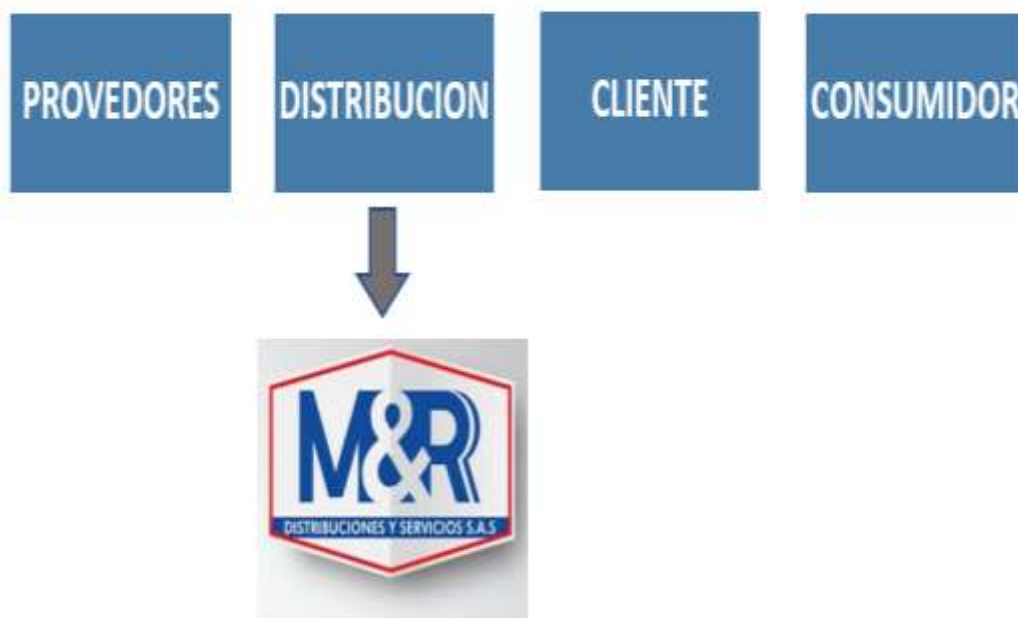 PROVEDORES
DISTRIBUCION
CLIENTE
CONSUMIDOR
M&R
DISTRIBUCIONES Y SERVICIOS S.A.S